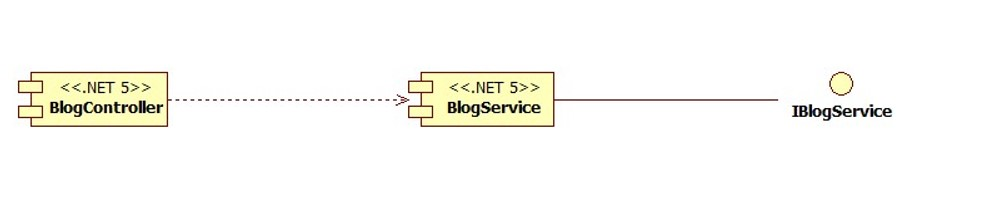 <<.NET 5>>
BlogController
<<.NET 5>>
BlogService
IBlogService